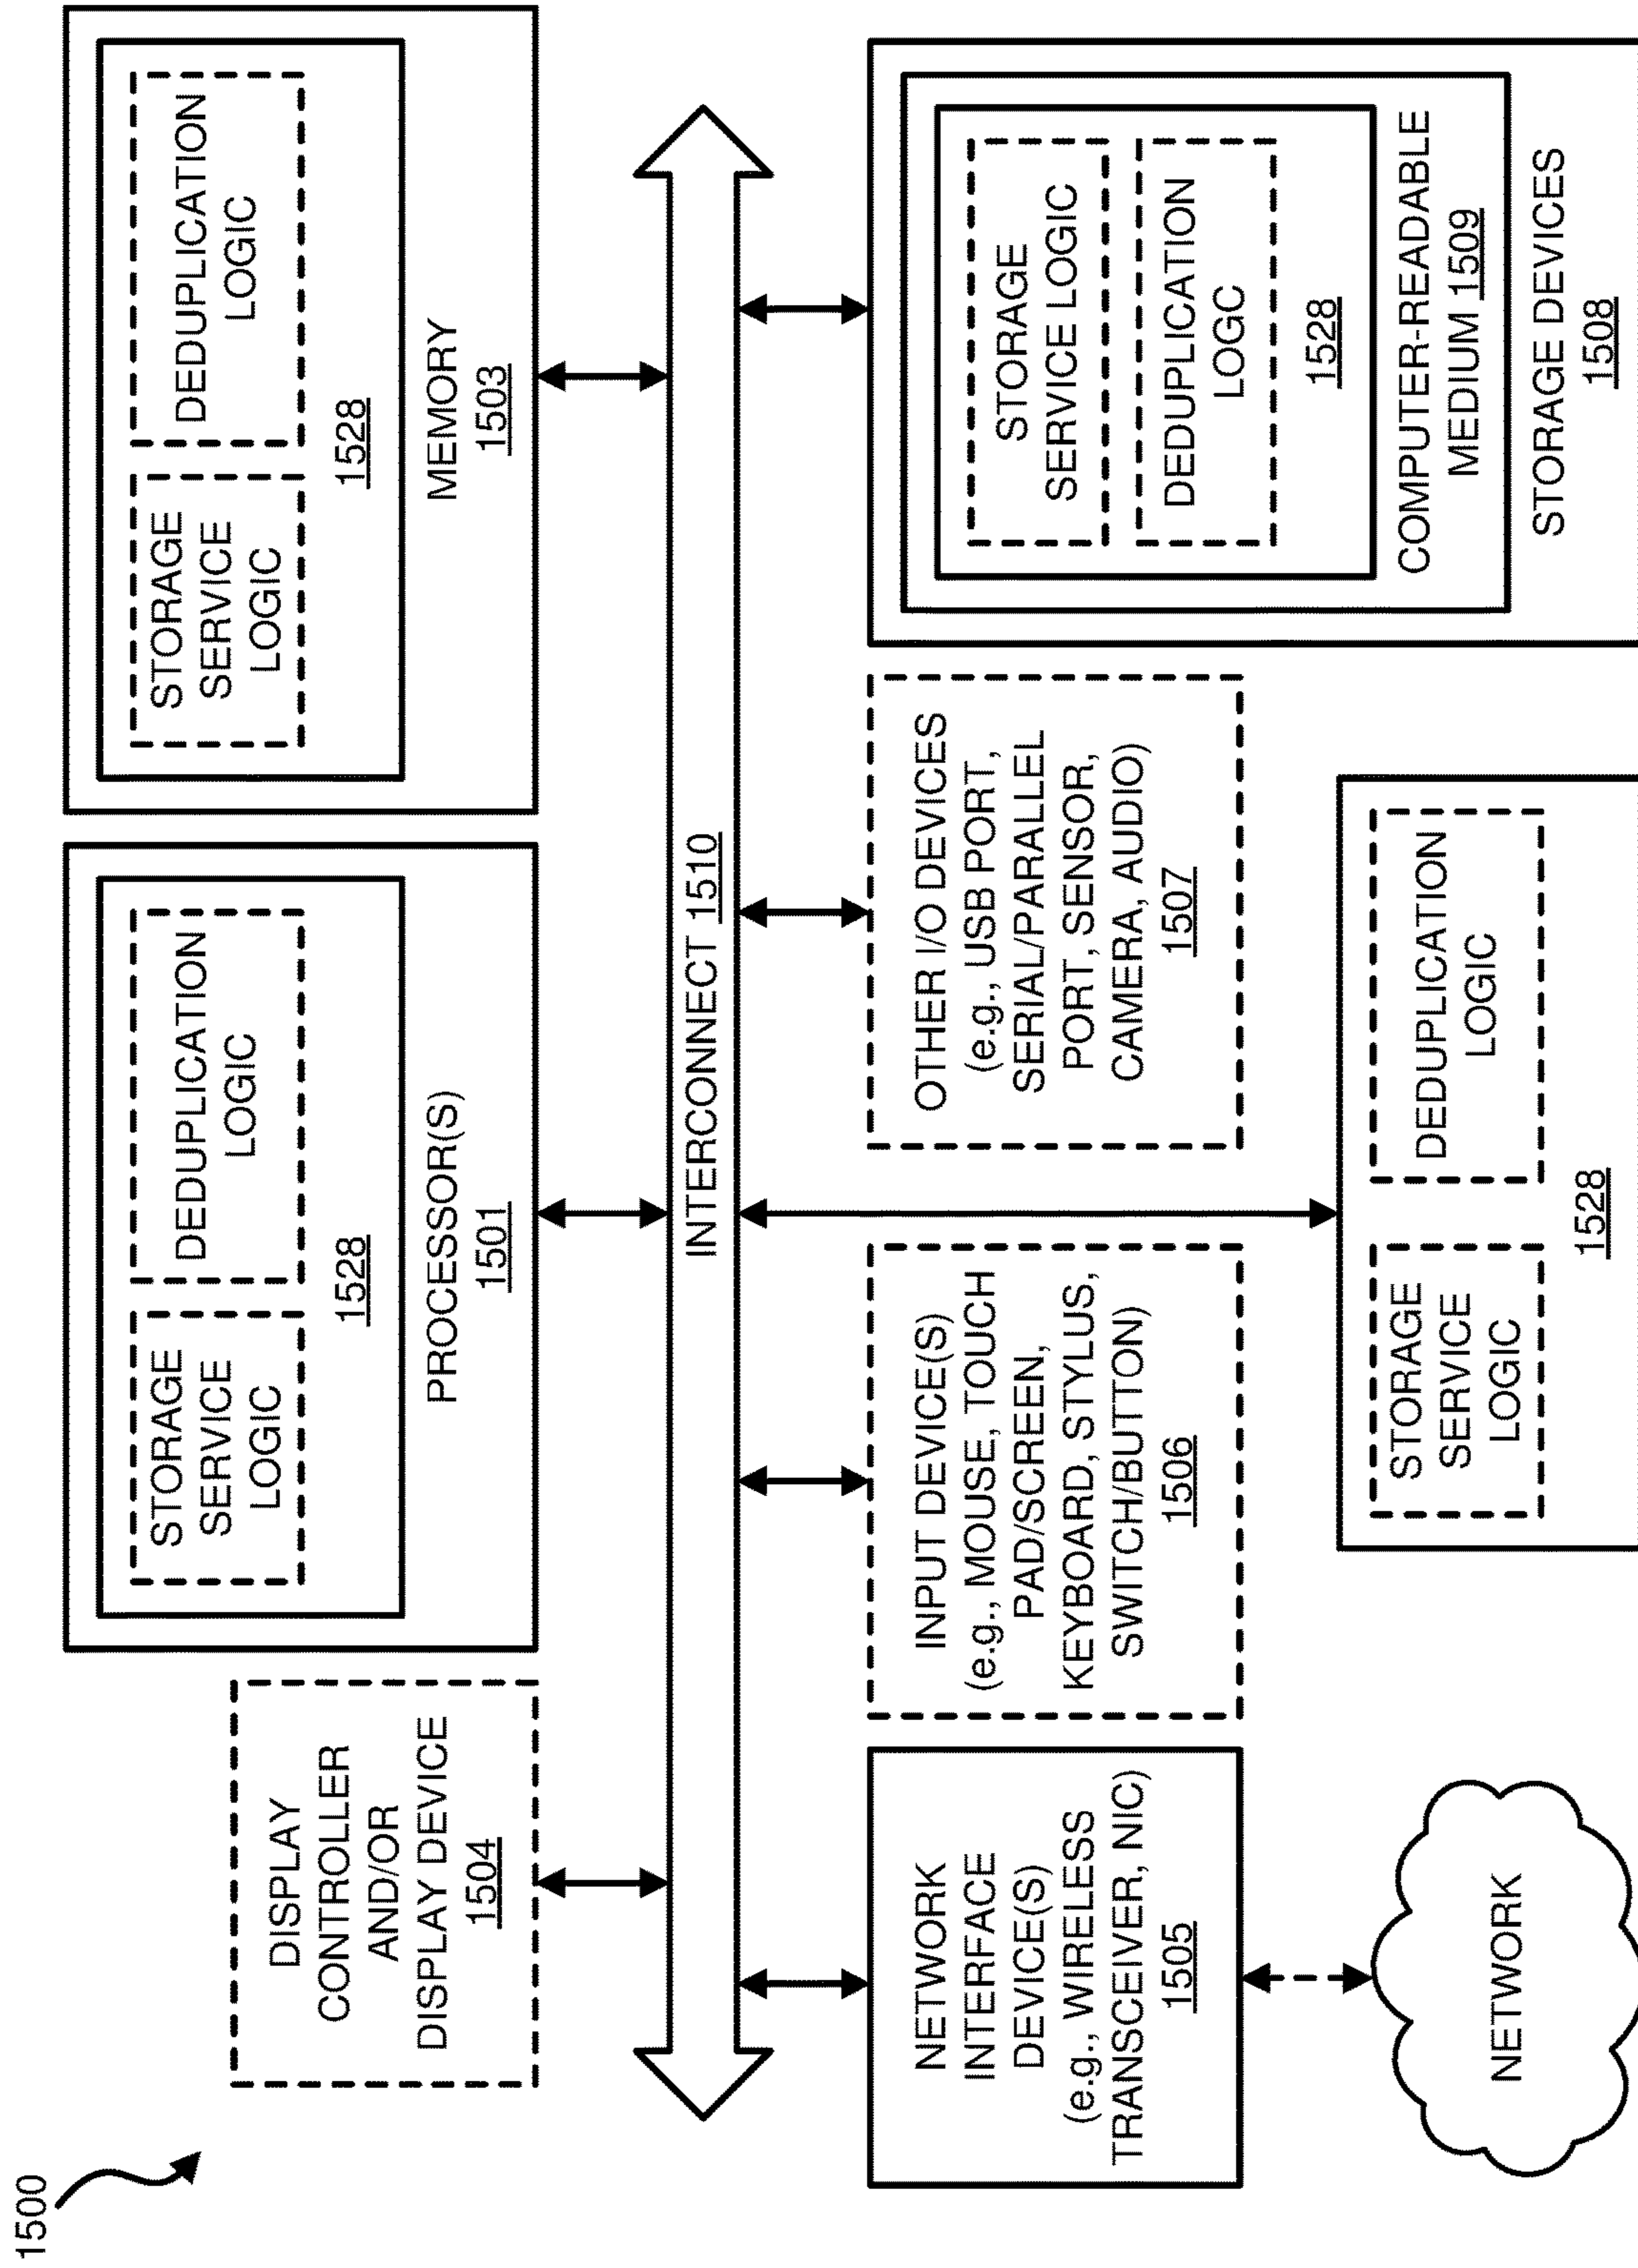 1500
DISPLAY
CONTROLLER
AND/OR
DISPLAY DEVICE
1504
STORAGE
SERVICE
LOGIC
DEDUPLICATION
LOGIC
1528
PROCESSOR(S)
1501
STORAGE
SERVICE
LOGIC
DEDUPLICATION
LOGIC
1528
MEMORY
1503
INTERCONNECT 1510
NETWORK
INTERFACE
DEVICE(S)
(e.g., WIRELESS
TRANSCEIVER, NIC)
1505
INPUT DEVICE(S)
(e.g., MOUSE, TOUCH
PAD/SCREEN,
KEYBOARD, STYLUS,
SWITCH/BUTTON)
1506
OTHER I/O DEVICES
(e.g., USB PORT,
SERIAL/PARALLEL
PORT, SENSOR,
CAMERA, AUDIO)
1507
STORAGE
SERVICE LOGIC
DEDUPLICATION
LOGC
1528
COMPUTER-READABLE
MEDIUM 1509
STORAGE DEVICES
1508
NETWORK
STORAGE
SERVICE
LOGIC
DEDUPLICATION
LOGIC
1528